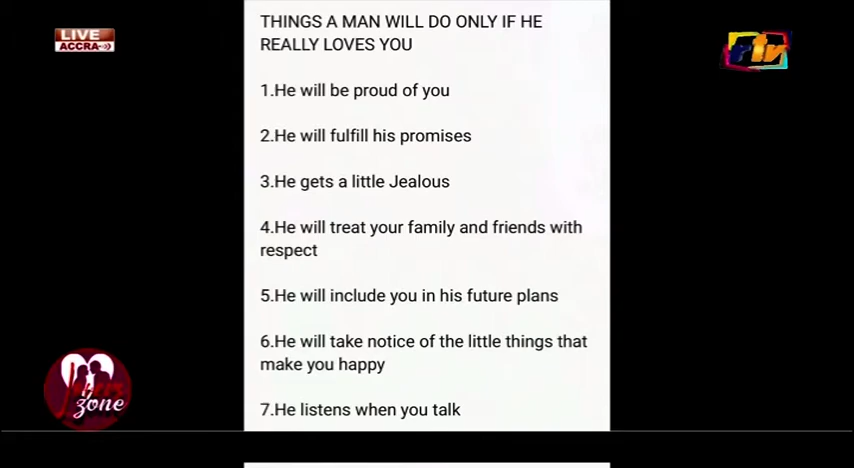 LIVE
ACCRA
rtv
THINGS A MAN WILL DO ONLY IF HE
REALLY LOVES YOU
1.He will be proud of you
2.He will fulfill his promises
3.He gets a little Jealous
4.He will treat your family and friends with
respect
5.He will include you in his future plans
6.He will take notice of the little things that
make you happy
7.He listens when you talk
zone